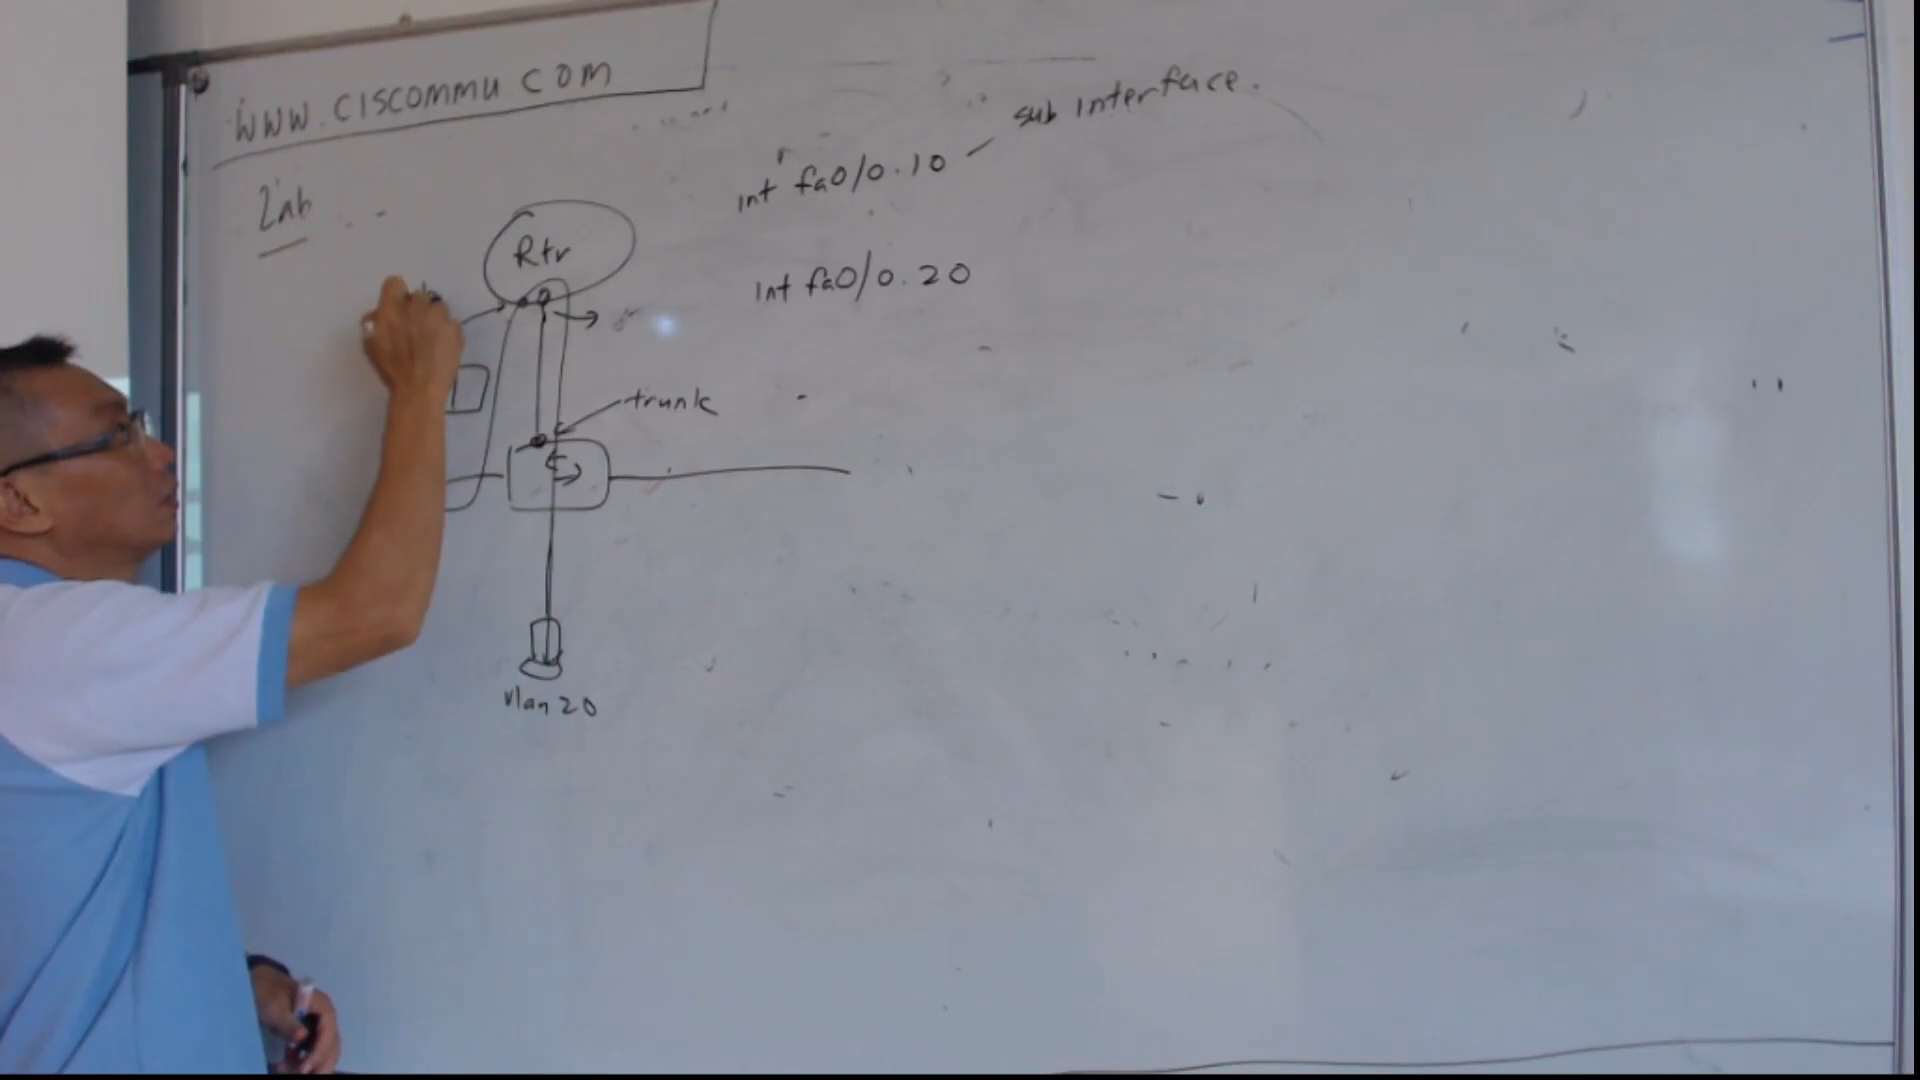 www.ciscommu.com
Lab
sub interface.
int fa0/0.10
Rtr
int fa0/0.20
trunk
vlan 20